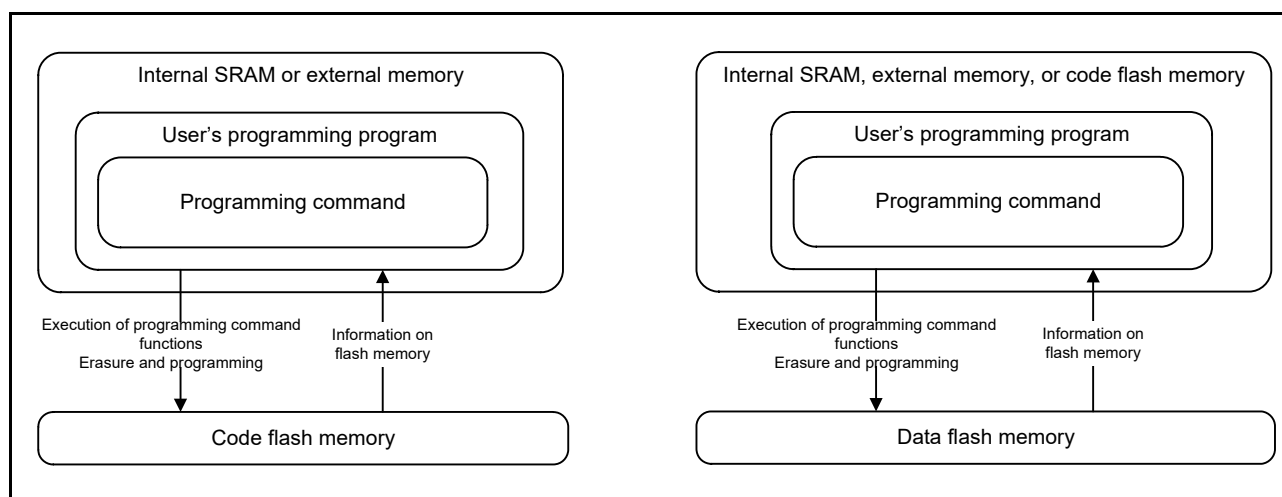 Internal SRAM or external memory
User’s programming program
Programming command
Execution of programming command
functions
Erasure and programming
Information on
flash memory
Code flash memory
Internal SRAM, external memory, or code flash memory
User’s programming program
Programming command
Execution of programming command
functions
Erasure and programming
Information on
flash memory
Data flash memory